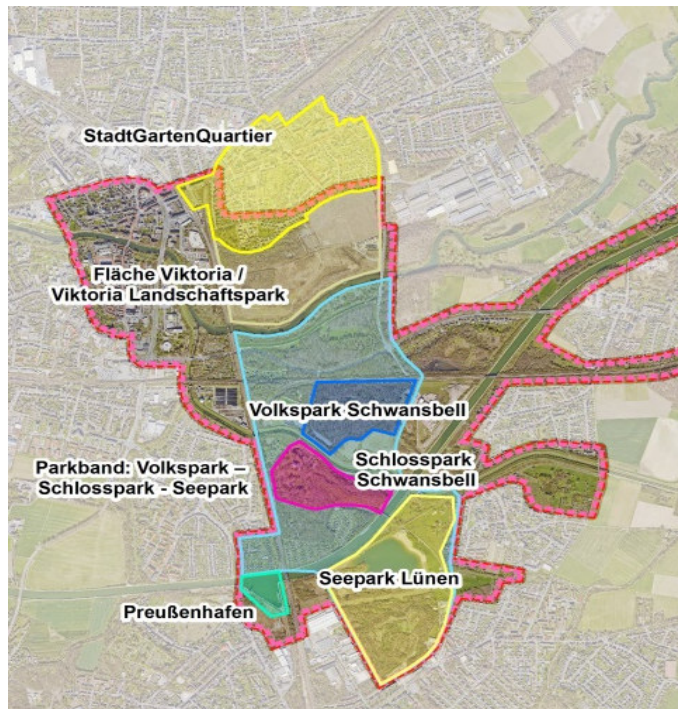 StadtGartenQuartier
Fläche Viktoria /
Viktoria Landschaftspark
Volkspark Schwansbell
Parkband: Volkspark –
Schlosspark - Seepark
Schlosspark
Schwansbell
Seepark Lünen
Preußenhafen